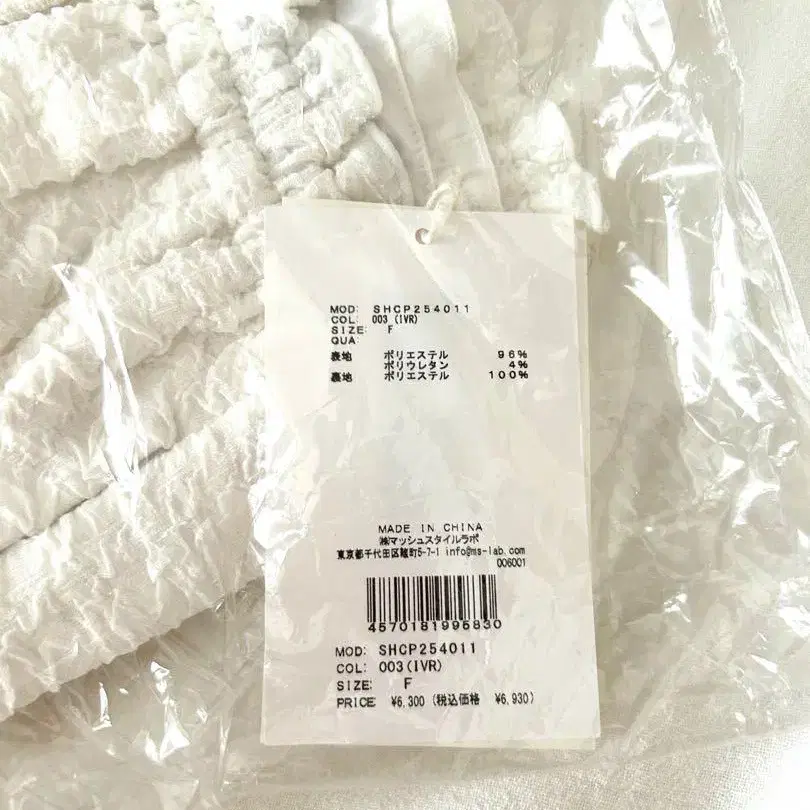 MOD: SHCP254011
COL: 003 (IVR)
SIZE: F
QUA:
表地 ポリエステル 96%
ポリウレタン 4%
裏地 ポリエステル 100%
MADE IN CHINA
㈱マッシュスタイルラボ
東京都千代田区麹町5-7-1 info@ms-lab.com
006001
4570181995830
MOD: SHCP254011
COL: 003(IVR)
SIZE: F
PRICE: ¥6,300 (税込価格 ¥6,930)